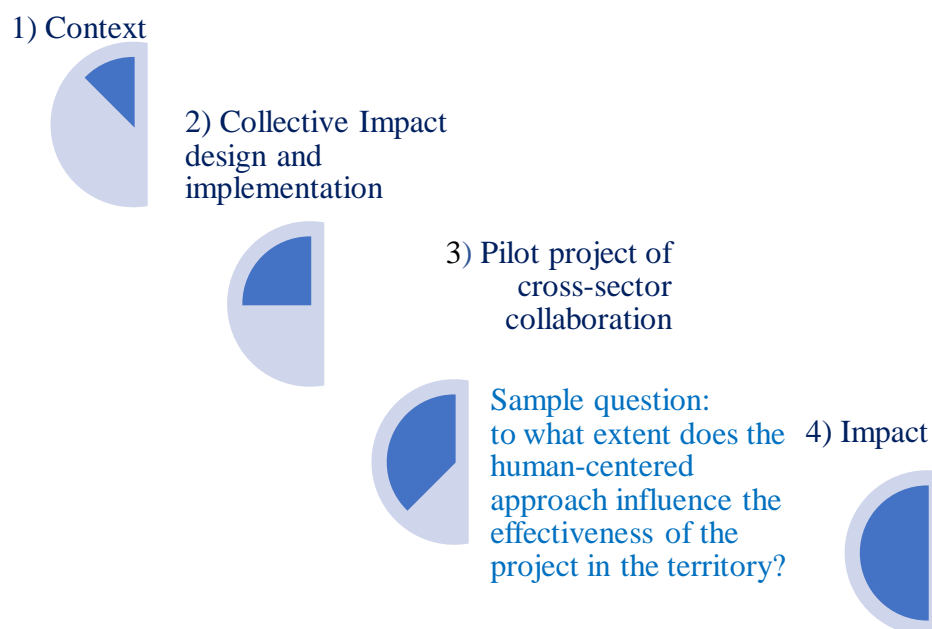 1) Context
2) Collective Impact
design and
implementation
3) Pilot project of
cross-sector
collaboration
Sample question:
to what extent does the
human-centered
approach influence the
effectiveness of the
project in the territory?
4) Impact